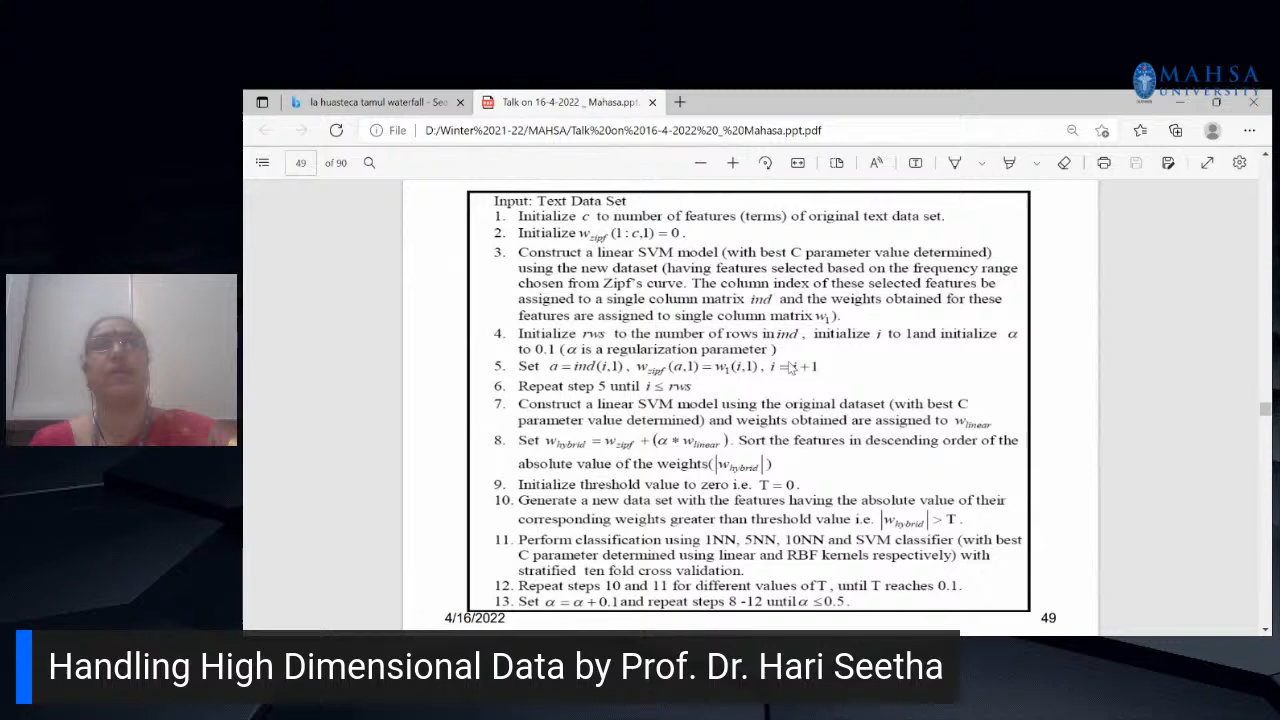 MAHSA
UNIVERSITY
la huasteca tamul waterfall - Sea
Talk on 16-4-2022 _ Mahasa.ppt.
File
D:/Winter%2021-22/MAHSA/Talk%20on%2016-4-2022%20_%20Mahasa.ppt.pdf
49 of 90
Input: Text Data Set
1. Initialize c to number of features (terms) of original text data set.
2. Initialize w_zipf (1 : c,1) = 0 .
3. Construct a linear SVM model (with best C parameter value determined)
using the new dataset (having features selected based on the frequency range
chosen from Zipf's curve. The column index of these selected features be
assigned to a single column matrix ind and the weights obtained for these
features are assigned to single column matrix w_1 ).
4. Initialize rws to the number of rows in ind , initialize i to 1and initialize α
to 0.1 ( α is a regularization parameter )
5. Set a = ind (i,1) , w_zipf (a,1) = w_1 (i,1) , i = i + 1
6. Repeat step 5 until i ≤ rws
7. Construct a linear SVM model using the original dataset (with best C
parameter value determined) and weights obtained are assigned to w_linear
8. Set w_hybrid = w_zipf + (α * w_linear ). Sort the features in descending order of the
absolute value of the weights( |w_hybrid| )
9. Initialize threshold value to zero i.e. T = 0 .
10. Generate a new data set with the features having the absolute value of their
corresponding weights greater than threshold value i.e. |w_hybrid| > T .
11. Perform classification using 1NN, 5NN, 10NN and SVM classifier (with best
C parameter determined using linear and RBF kernels respectively) with
stratified ten fold cross validation.
12. Repeat steps 10 and 11 for different values of T , until T reaches 0.1.
13. Set α = α + 0.1 and repeat steps 8 -12 until α ≤ 0.5 .
4/16/2022
49
Handling High Dimensional Data by Prof. Dr. Hari Seetha